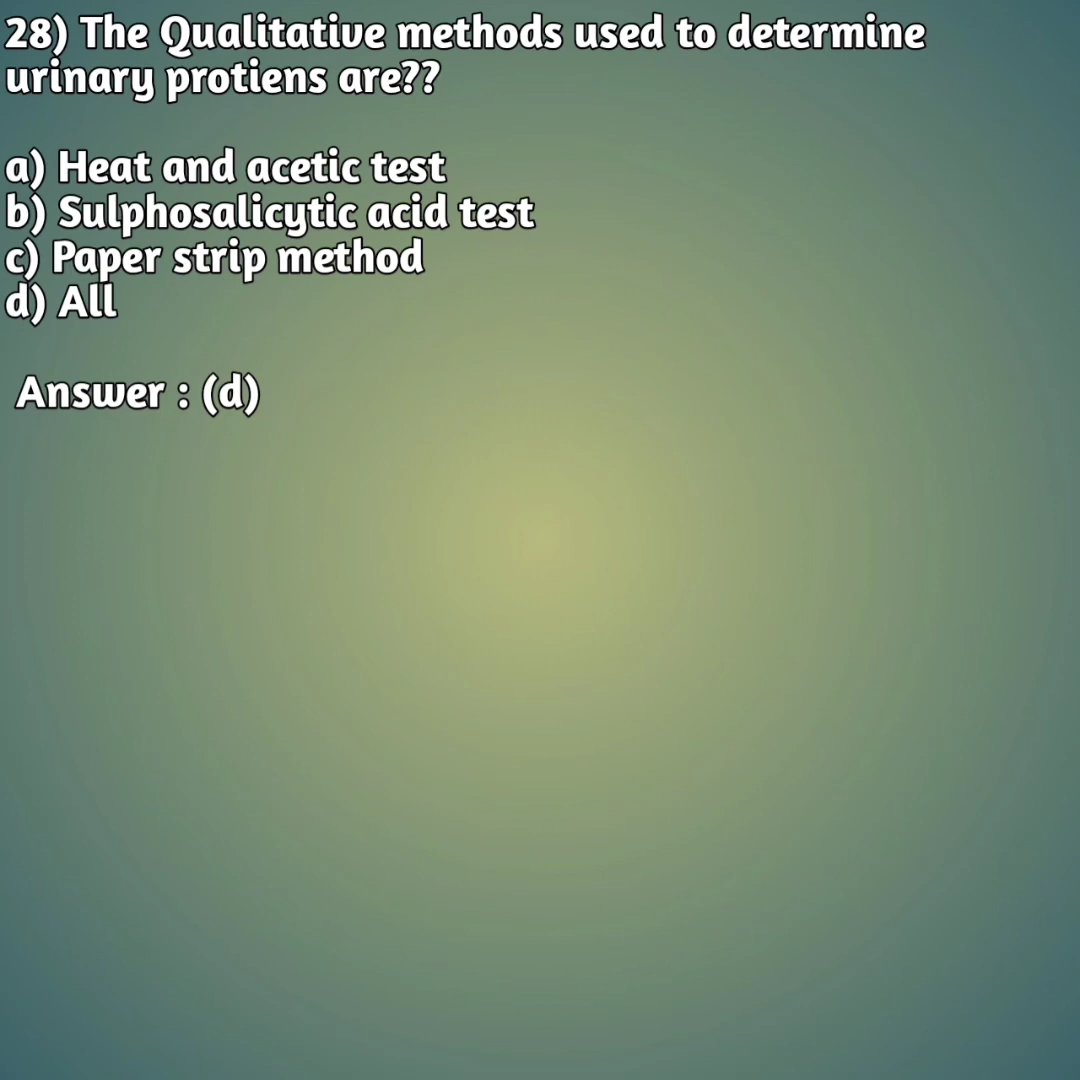 28) The Qualitative methods used to determine
urinary protiens are??
a) Heat and acetic test
b) Sulphosalicytic acid test
c) Paper strip method
d) All
Answer : (d)